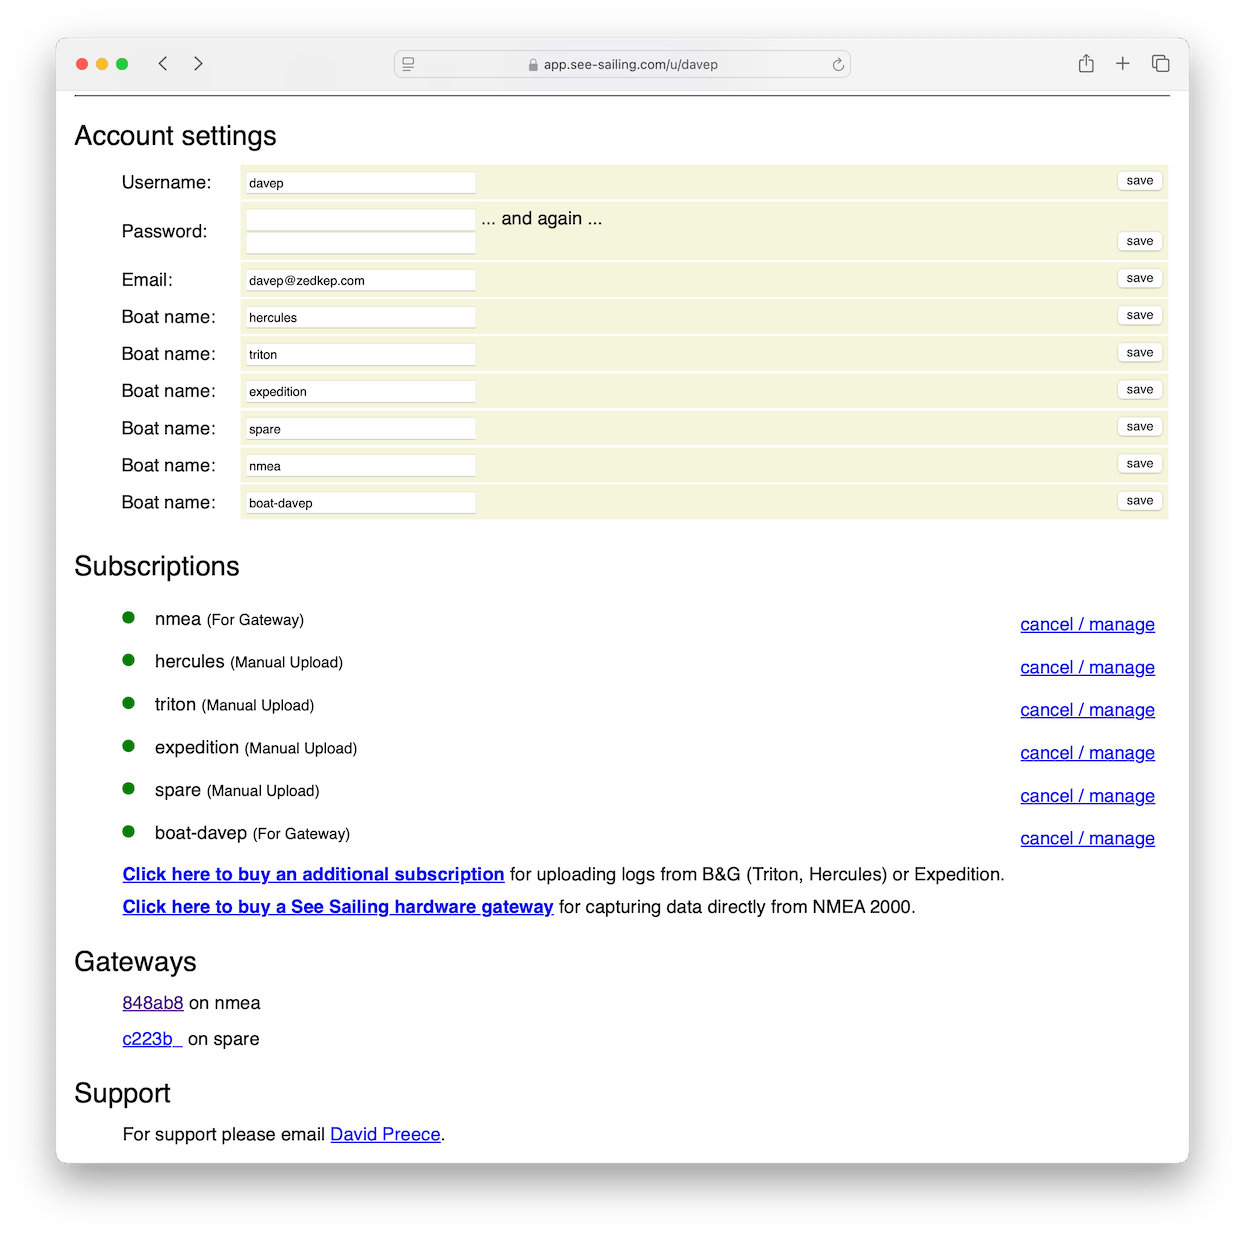 app.see-sailing.com/u/davep
Account settings
Username: davep save
Password: ... and again ...
save
Email: davep@zedkep.com save
Boat name: hercules save
Boat name: triton save
Boat name: expedition save
Boat name: spare save
Boat name: nmea save
Boat name: boat-davep save
Subscriptions
nmea (For Gateway) cancel / manage
hercules (Manual Upload) cancel / manage
triton (Manual Upload) cancel / manage
expedition (Manual Upload) cancel / manage
spare (Manual Upload) cancel / manage
boat-davep (For Gateway) cancel / manage
Click here to buy an additional subscription for uploading logs from B&G (Triton, Hercules) or Expedition.
Click here to buy a See Sailing hardware gateway for capturing data directly from NMEA 2000.
Gateways
848ab8 on nmea
c223b_ on spare
Support
For support please email David Preece.